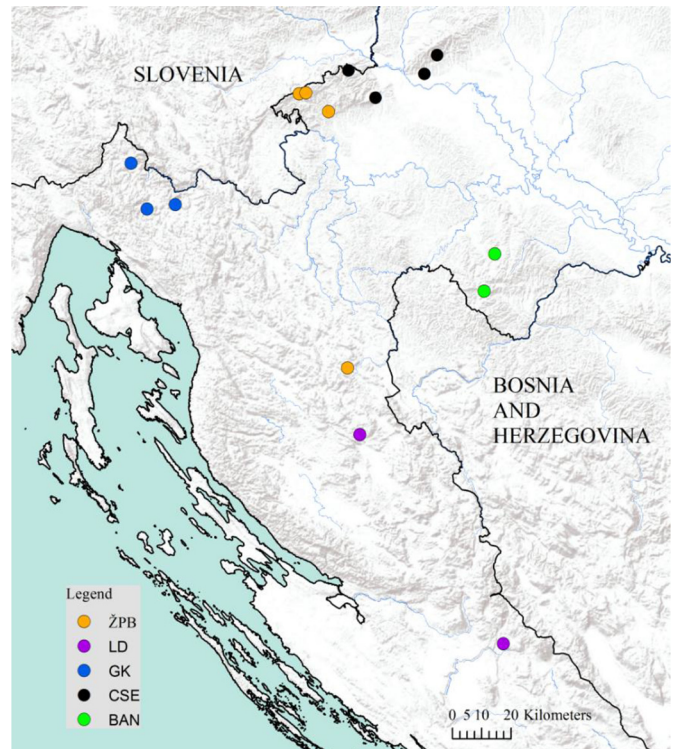 SLOVENIA
BOSNIA
AND
HERZEGOVINA
Legend
ŽPB
LD
GK
CSE
BAN
0 5 10 20 Kilometers